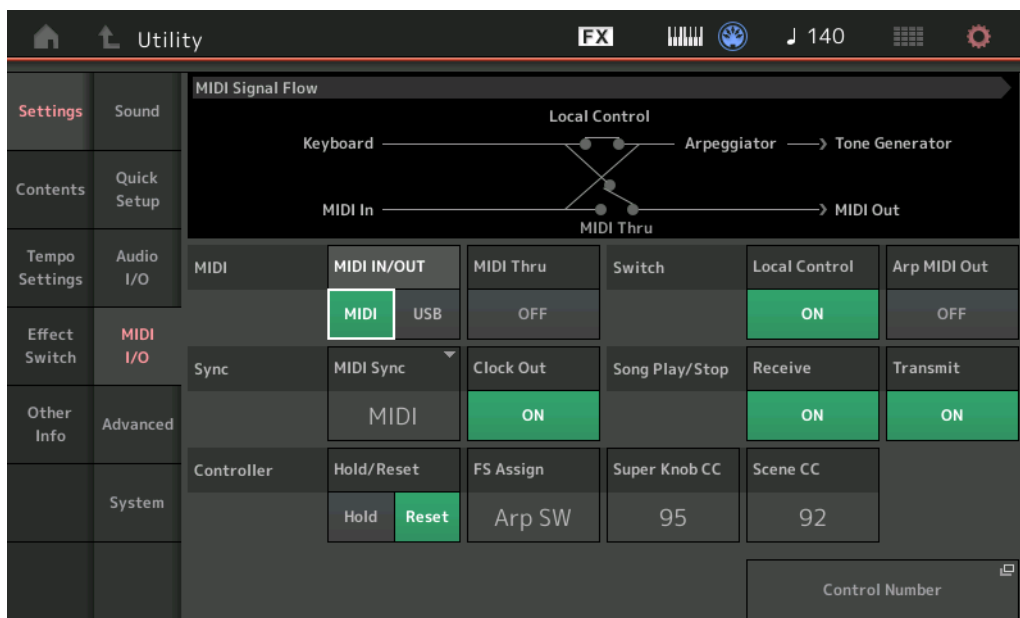 Utility FX ♩ 140
MIDI Signal Flow
Local Control
Keyboard Arpeggiator Tone Generator
MIDI In MIDI Out
MIDI Thru
Settings
Contents
Tempo
Settings
Effect
Switch
Other
Info
Sound
Quick
Setup
Audio
I/O
MIDI
I/O
Advanced
System
MIDI MIDI IN/OUT MIDI Thru Switch Local Control Arp MIDI Out
MIDI USB OFF ON OFF
Sync MIDI Sync Clock Out Song Play/Stop Receive Transmit
MIDI ON ON ON
Controller Hold/Reset FS Assign Super Knob CC Scene CC
Hold Reset Arp SW 95 92
Control Number